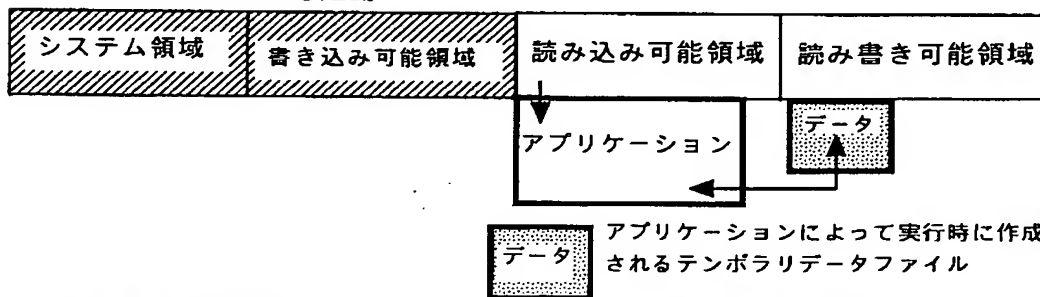 システム領域
書き込み可能領域
読み込み可能領域
読み書き可能領域
アプリケーション
データ
データ
アプリケーションによって実行時に作成
されるテンポラリデータファイル